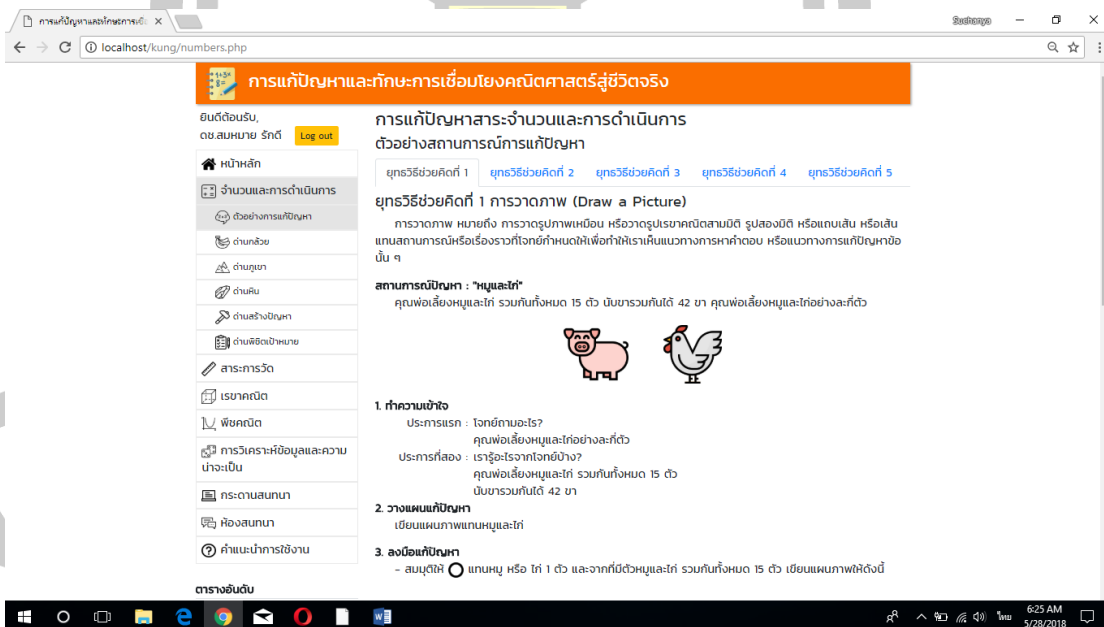 การแก้ปัญหาและทักษะการเชื่
Suchanya
localhost/kung/numbers.php
การแก้ปัญหาและทักษะการเชื่อมโยงคณิตศาสตร์สู่ชีวิตจริง
ยินดีต้อนรับ,
ดช.สมหมาย รักดี Log out
หน้าหลัก
จำนวนและการดำเนินการ
ตัวอย่างการแก้ปัญหา
ด่านกล้วย
ด่านภูเขา
ด่านหิน
ด่านสร้างปัญหา
ด่านพิชิตเป้าหมาย
สาระการวัด
เรขาคณิต
พีชคณิต
การวิเคราะห์ข้อมูลและความ
น่าจะเป็น
กระดานสนทนา
ห้องสนทนา
คำแนะนำการใช้งาน
ตารางอันดับ
การแก้ปัญหาสาระจำนวนและการดำเนินการ
ตัวอย่างสถานการณ์การแก้ปัญหา
ยุทธวิธีช่วยคิดที่ 1 ยุทธวิธีช่วยคิดที่ 2 ยุทธวิธีช่วยคิดที่ 3 ยุทธวิธีช่วยคิดที่ 4 ยุทธวิธีช่วยคิดที่ 5
ยุทธวิธีช่วยคิดที่ 1 การวาดภาพ (Draw a Picture)
การวาดภาพ หมายถึง การวาดรูปภาพเหมือน หรือวาดรูปเรขาคณิตสามมิติ รูปสองมิติ หรือแถบเส้น หรือเส้น
แทนสถานการณ์หรือเรื่องราวที่โจทย์กำหนดให้เพื่อทำให้เราเห็นแนวทางการหาคำตอบ หรือแนวทางการแก้ปัญหาข้อ
นั้น ๆ
สถานการณ์ปัญหา : "หมูและไก่"
คุณพ่อเลี้ยงหมูและไก่ รวมกันทั้งหมด 15 ตัว นับขารวมกันได้ 42 ขา คุณพ่อเลี้ยงหมูและไก่อย่างละกี่ตัว
1. ทำความเข้าใจ
ประการแรก : โจทย์ถามอะไร?
คุณพ่อเลี้ยงหมูและไก่อย่างละกี่ตัว
ประการที่สอง : เรารู้อะไรจากโจทย์บ้าง?
คุณพ่อเลี้ยงหมูและไก่ รวมกันทั้งหมด 15 ตัว
นับขารวมกันได้ 42 ขา
2. วางแผนแก้ปัญหา
เขียนแผนภาพแทนหมูและไก่
3. ลงมือแก้ปัญหา
- สมมุติให้ แทนหมู หรือ ไก่ 1 ตัว และจากที่มีตัวหมูและไก่ รวมกันทั้งหมด 15 ตัว เขียนแผนภาพให้ดังนี้
ไทย
6:25 AM
5/28/2018